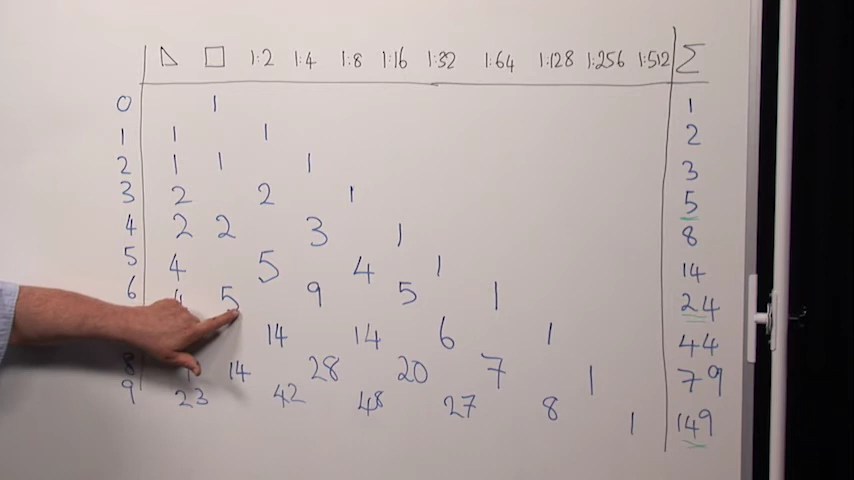 1:2 1:4 1:8 1:16 1:32 1:64 1:128 1:256 1:512 Σ
0 1 1
1 1 1 2
2 1 1 1 3
3 2 2 1 5
4 2 2 3 1 8
5 4 5 4 1 14
6 5 9 5 1 24
14 14 6 1 44
8 14 28 20 7 1 79
9 23 42 48 27 8 1 149